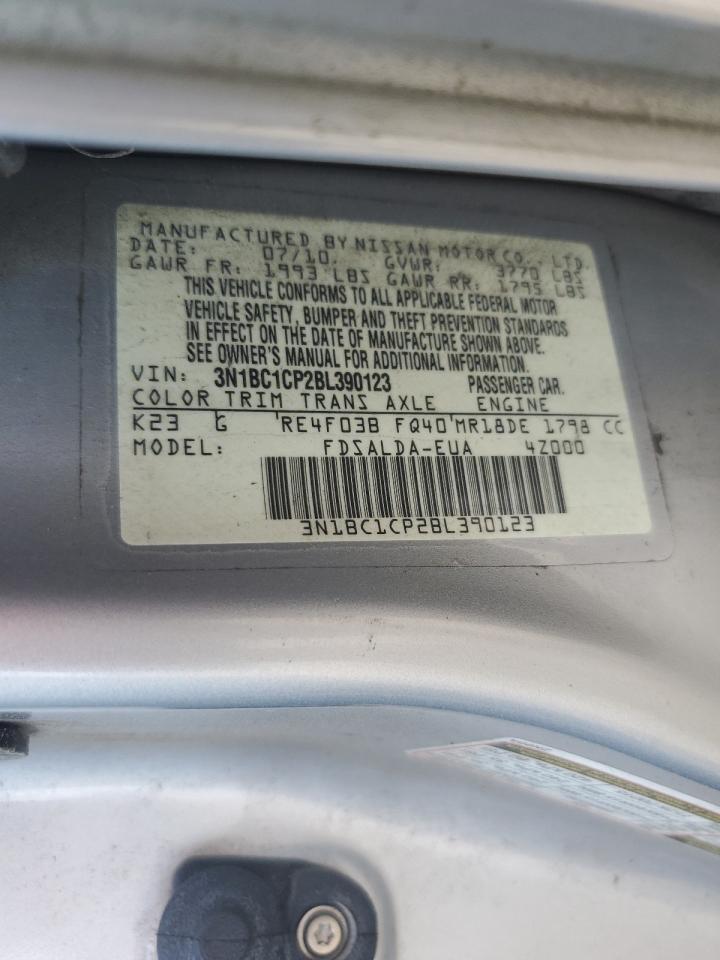 MANUFACTURED BY NISSAN MOTOR CO., LTD.
DATE: 07/10 GVWR: 3770 LBS
GAWR FR: 1993 LBS GAWR RR: 1795 LBS
THIS VEHICLE CONFORMS TO ALL APPLICABLE FEDERAL MOTOR
VEHICLE SAFETY, BUMPER AND THEFT PREVENTION STANDARDS
IN EFFECT ON THE DATE OF MANUFACTURE SHOWN ABOVE.
SEE OWNER'S MANUAL FOR ADDITIONAL INFORMATION.
VIN: 3N1BC1CP2BL390123 PASSENGER CAR.
COLOR TRIM TRANS AXLE ENGINE
K23 G RE4F03B FQ40 MR18DE 1798 CC
MODEL: FDSALDA-EUA 4Z000
3N1BC1CP2BL390123